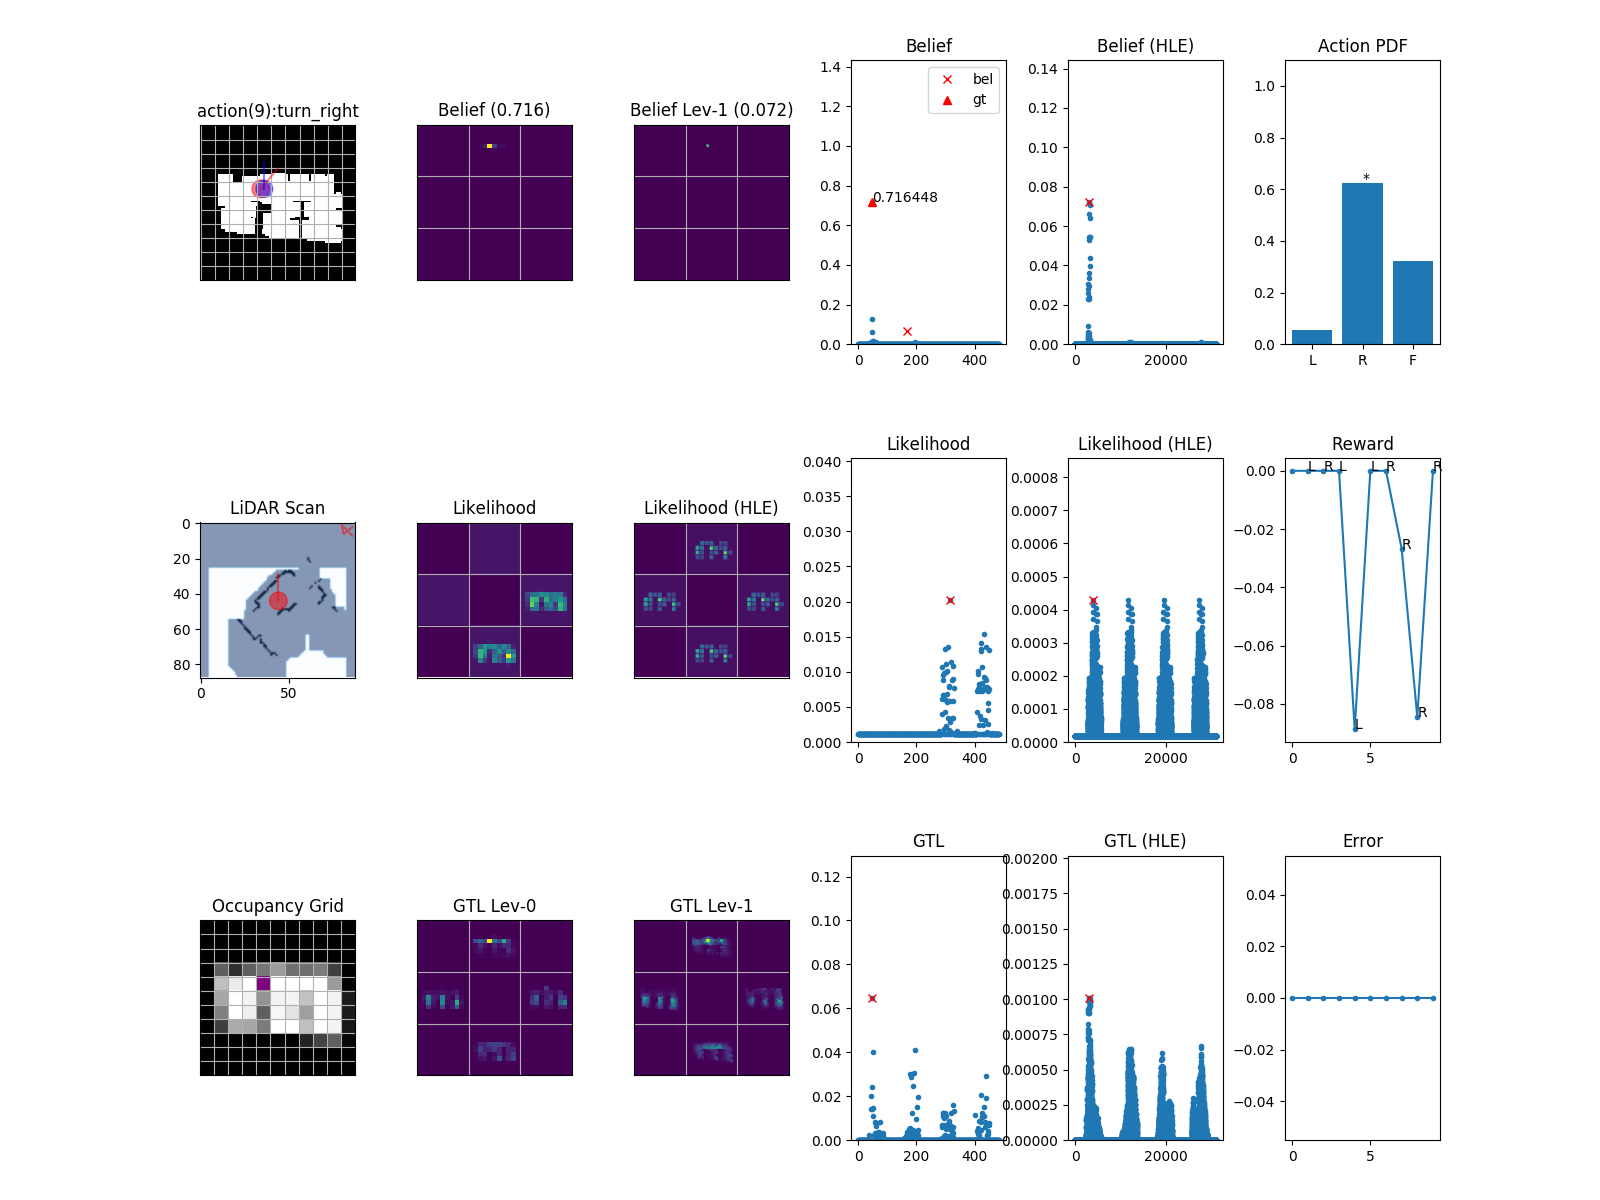 action(9):turn_right
Belief (0.716)
Belief Lev-1 (0.072)
Belief
1.4
1.2
1.0
0.8
0.6
0.4
0.2
0.0
0 200 400
bel
gt
0.716448
Belief (HLE)
0.14
0.12
0.10
0.08
0.06
0.04
0.02
0.00
0 20000
Action PDF
1.0
0.8
0.6
0.4
0.2
0.0
*
L R F
LiDAR Scan
0
20
40
60
80
0 50
Likelihood
Likelihood (HLE)
Likelihood
0.040
0.035
0.030
0.025
0.020
0.015
0.010
0.005
0.000
0 200 400
Likelihood (HLE)
0.0008
0.0007
0.0006
0.0005
0.0004
0.0003
0.0002
0.0001
0.0000
0 20000
Reward
0.00
−0.02
−0.04
−0.06
−0.08
L R L L R R
R
R
L
0 5
Occupancy Grid
GTL Lev-0
GTL Lev-1
GTL
0.12
0.10
0.08
0.06
0.04
0.02
0.00
0 200 400
GTL (HLE)
0.00200
0.00175
0.00150
0.00125
0.00100
0.00075
0.00050
0.00025
0.00000
0 20000
Error
0.04
0.02
0.00
−0.02
−0.04
0 5